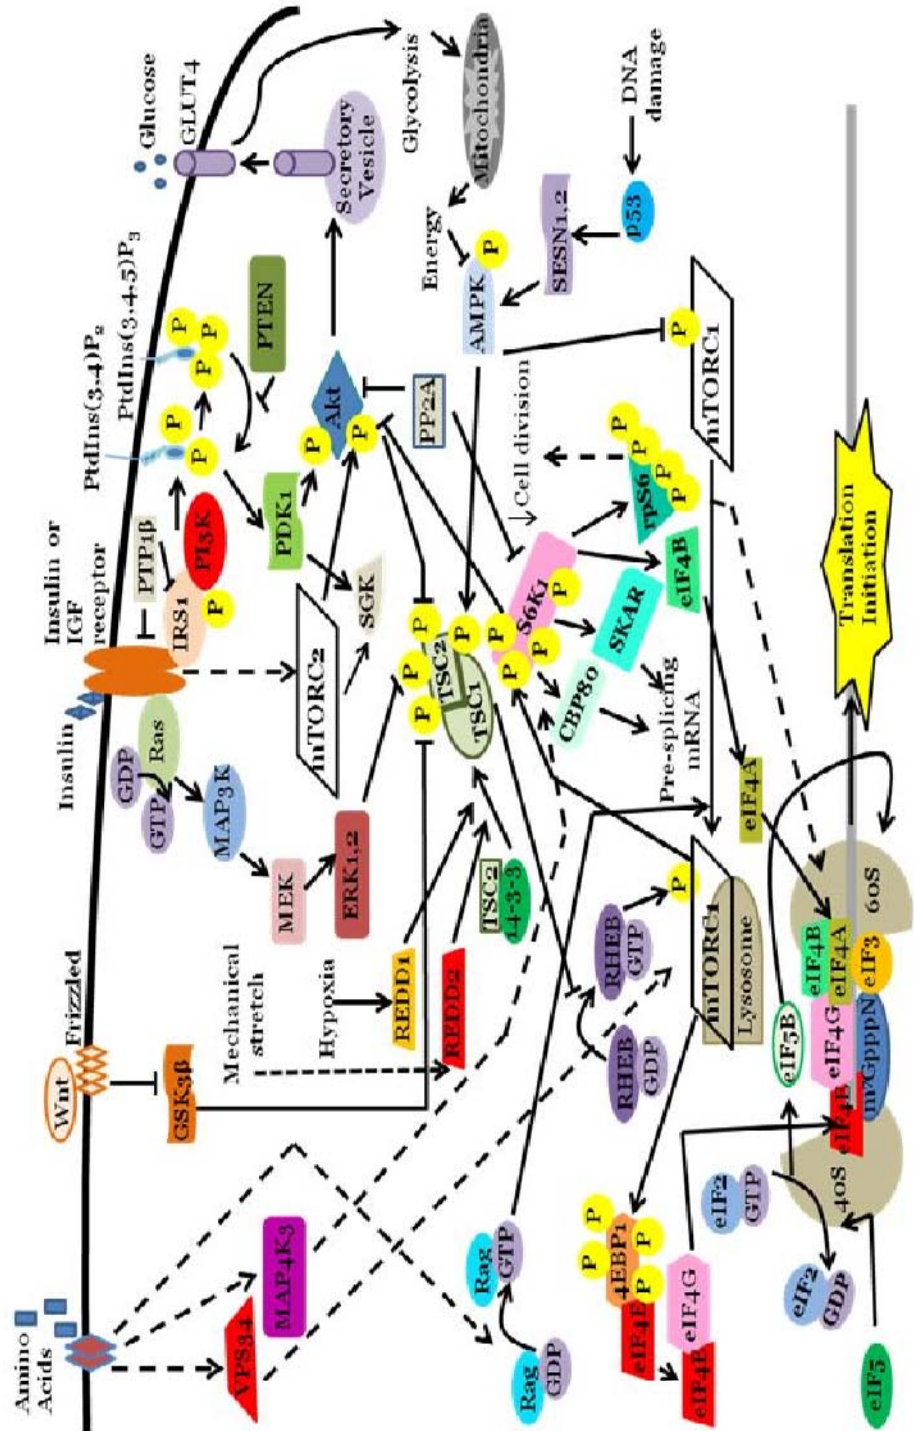 Amino
Acids
Wnt
Frizzled
Insulin
Insulin or
IGF
receptor
PtdIns(3,4)P2
PtdIns(3,4,5)P3
Glucose
GLUT4
VPS34
MAP4K3
GSK3β
GDP
GTP
Ras
MAP3K
MEK
ERK1,2
PTP1β
IRS1
P
PI3K
P
P
P
P
P
PTEN
PDK1
mTORC2
SGK
P
P
Akt
PP2A
Secretory
Vesicle
Glycolysis
Mitochondria
Energy
AMPK
P
SESN1,2
p53
DNA
damage
Mechanical
stretch
Hypoxia
REDD1
REDD2
TSC2
14-3-3
P
P
P
P
TSC2
TSC1
P
P
P
P
S6K1
↓Cell division
P
P
P
P
rpS6
eIF4B
SKAR
CBP80
Pre-splicing
mRNA
P
mTORC1
Rag
GDP
Rag
GTP
RHEB
GDP
RHEB
GTP
P
mTORC1
Lysosome
P
P
P
P
4EBP1
eIF4E
eIF4G
eIF4E
eIF2
GTP
eIF2
GDP
eIF5
eIF5B
eIF4A
40S
eIF4E
eIF4G
eIF4B
eIF4A
m7GpppN
eIF3
60S
Translation
Initiation